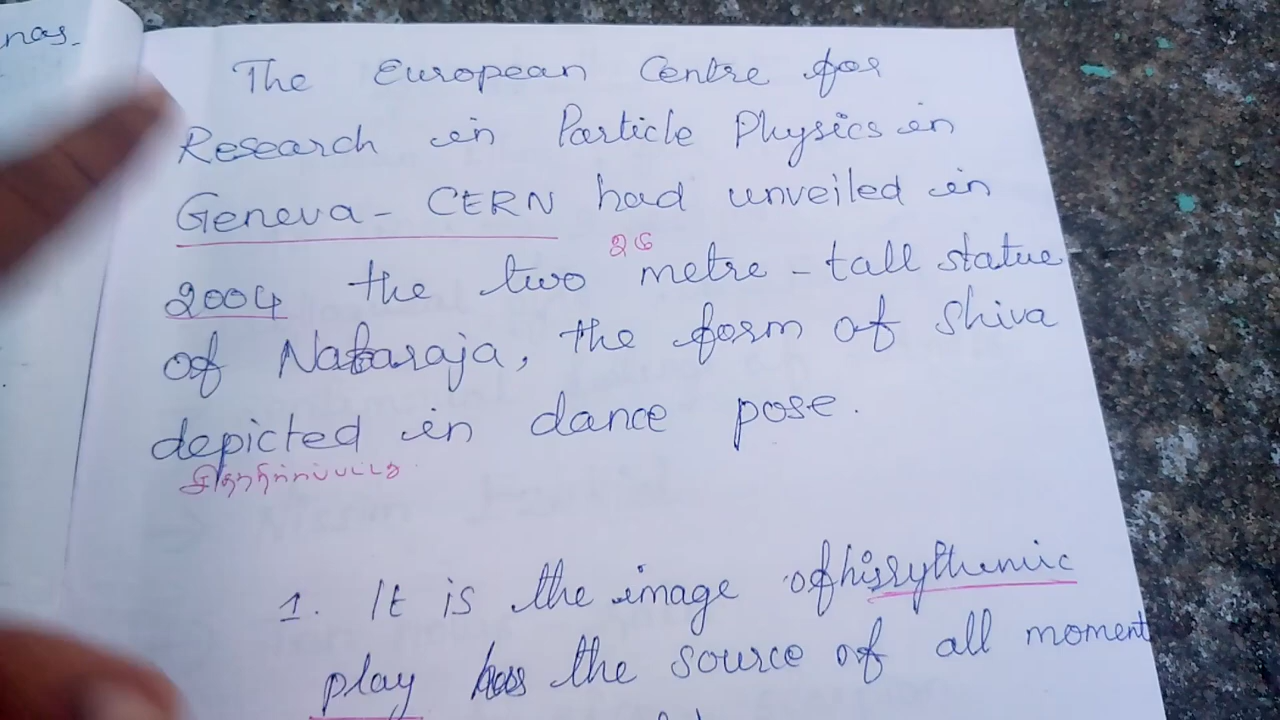 nas.
The European Centre for
Research in Particle Physics in
Geneva - CERN had unveiled in
2004 the two metre - tall statue
of Nataraja, the form of Shiva
depicted in dance pose.
1. It is the image of his rythemic
play has the source of all moment